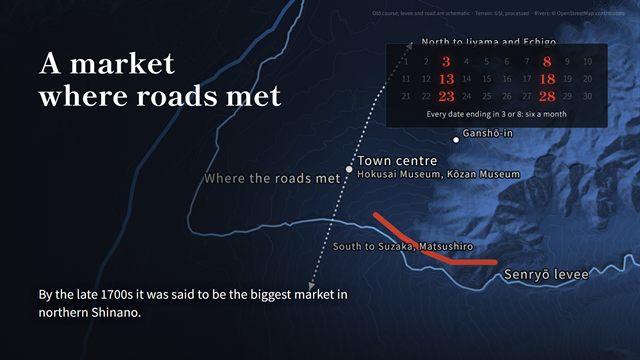 Old course, levee and road are schematic · Terrain: GSI, processed · Rivers: © OpenStreetMap contributors
A market
where roads met
North to Iiyama and Echigo
1 2 3 4 5 6 7 8 9 10
11 12 13 14 15 16 17 18 19 20
21 22 23 24 25 26 27 28 29 30
Every date ending in 3 or 8: six a month
Ganshō-in
Town centre
Hokusai Museum, Kōzan Museum
Where the roads met
South to Suzaka, Matsushiro
Senryō levee
By the late 1700s it was said to be the biggest market in
northern Shinano.